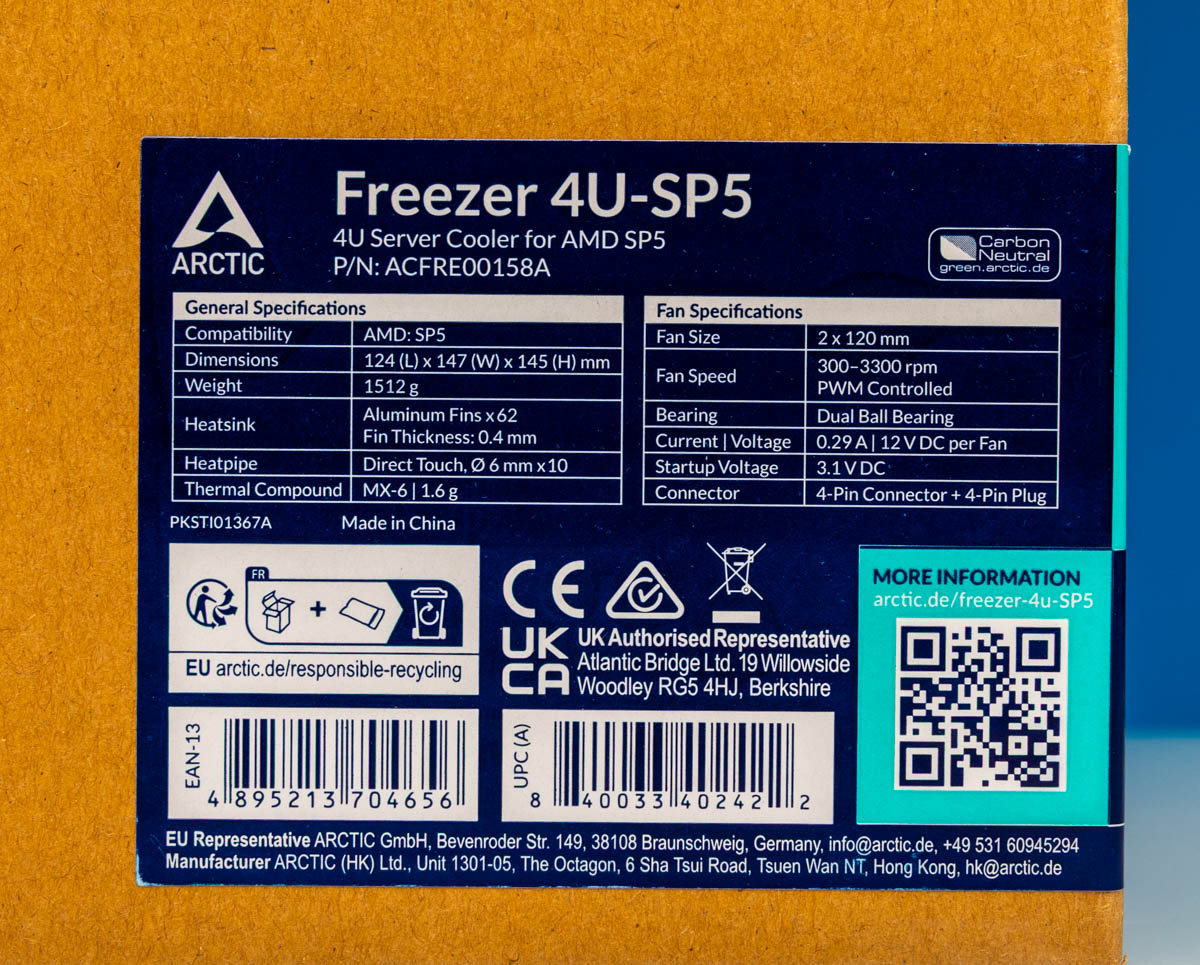 ARCTIC
Freezer 4U-SP5
4U Server Cooler for AMD SP5
P/N: ACFRE00158A
Carbon
Neutral
green.arctic.de
General Specifications
Compatibility AMD: SP5
Dimensions 124 (L) x 147 (W) x 145 (H) mm
Weight 1512 g
Heatsink Aluminum Fins x 62
Fin Thickness: 0.4 mm
Heatpipe Direct Touch, Ø 6 mm x 10
Thermal Compound MX-6 | 1.6 g
Fan Specifications
Fan Size 2 x 120 mm
Fan Speed 300–3300 rpm
PWM Controlled
Bearing Dual Ball Bearing
Current | Voltage 0.29 A | 12 V DC per Fan
Startup Voltage 3.1 V DC
Connector 4-Pin Connector + 4-Pin Plug
PKSTI01367A Made in China
FR
+
EU arctic.de/responsible-recycling
CE
UK
CA
UK Authorised Representative
Atlantic Bridge Ltd. 19 Willowside
Woodley RG5 4HJ, Berkshire
MORE INFORMATION
arctic.de/freezer-4u-SP5
EAN-13
4 895213 704656
UPC (A)
8 40033 40242 2
EU Representative ARCTIC GmbH, Bevenroder Str. 149, 38108 Braunschweig, Germany, info@arctic.de, +49 531 60945294
Manufacturer ARCTIC (HK) Ltd., Unit 1301-05, The Octagon, 6 Sha Tsui Road, Tsuen Wan NT, Hong Kong, hk@arctic.de